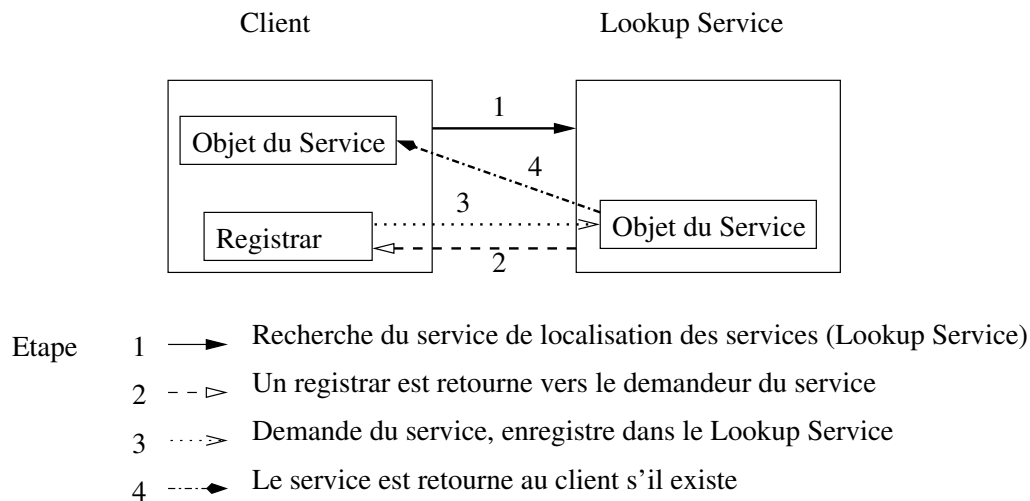 Client
Lookup Service
1
Objet du Service
4
3
Objet du Service
Registrar
2
Etape
1 Recherche du service de localisation des services (Lookup Service)
2 Un registrar est retourne vers le demandeur du service
3 Demande du service, enregistre dans le Lookup Service
4 Le service est retourne au client s'il existe